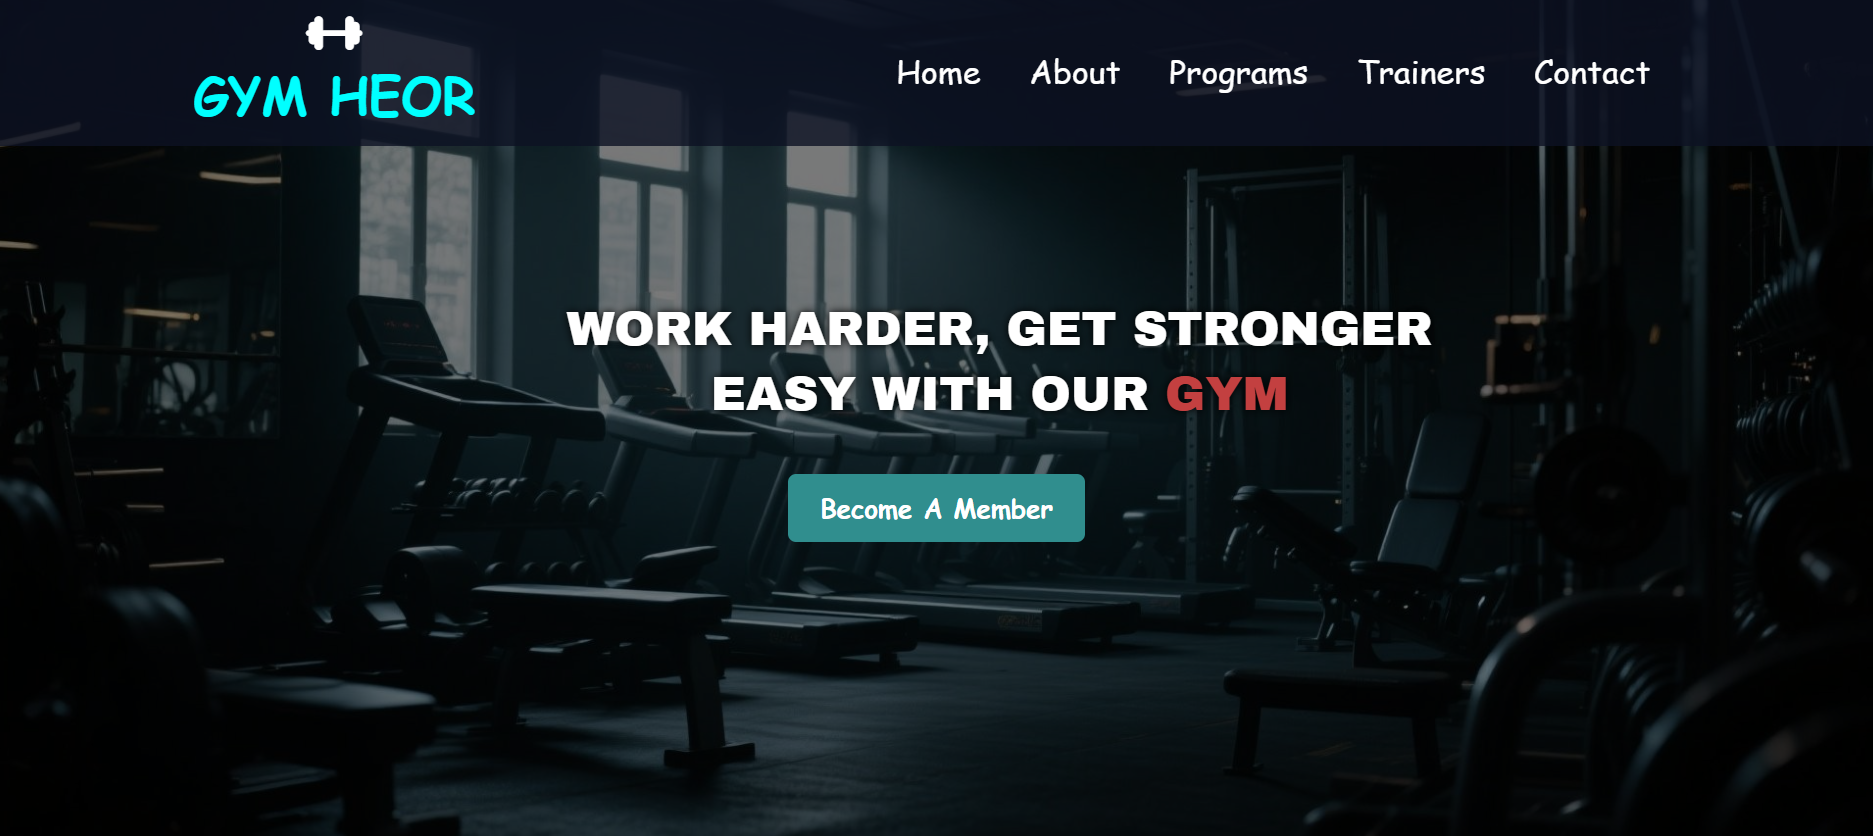 GYM HEOR
Home About Programs Trainers Contact
WORK HARDER, GET STRONGER
EASY WITH OUR GYM
Become A Member